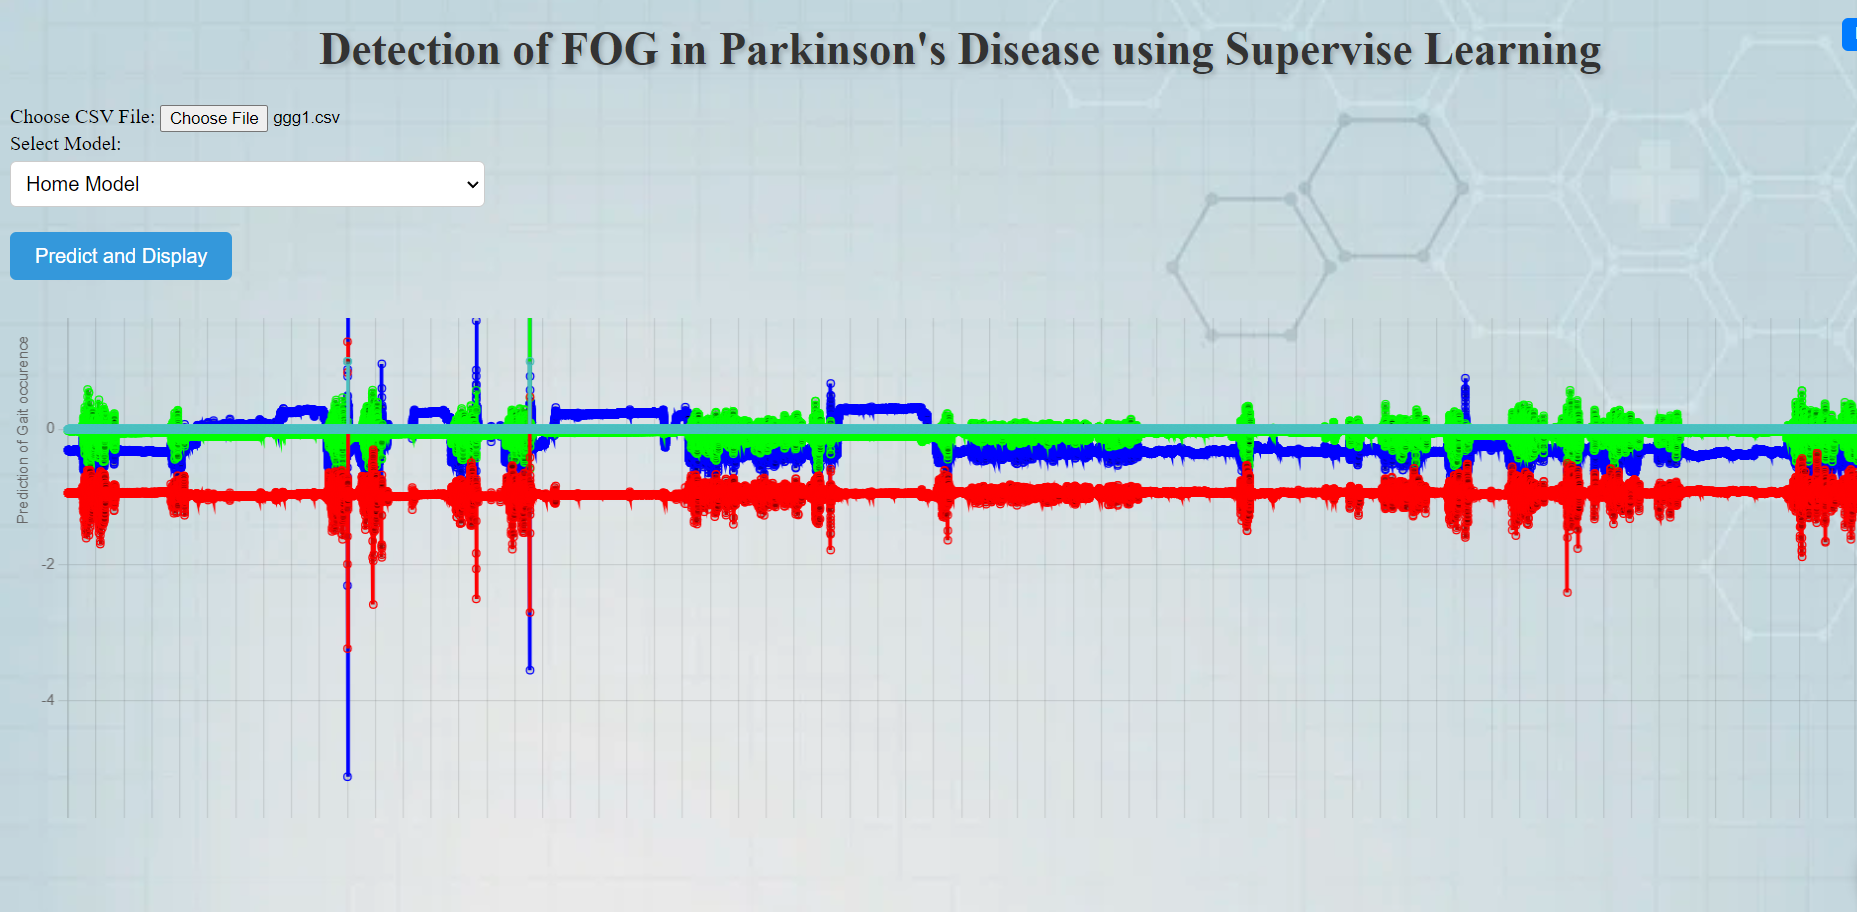 Detection of FOG in Parkinson's Disease using Supervise Learning
Choose CSV File: Choose File ggg1.csv
Select Model:
Home Model
Predict and Display
Prediction of Gait occurence
0
-2
-4